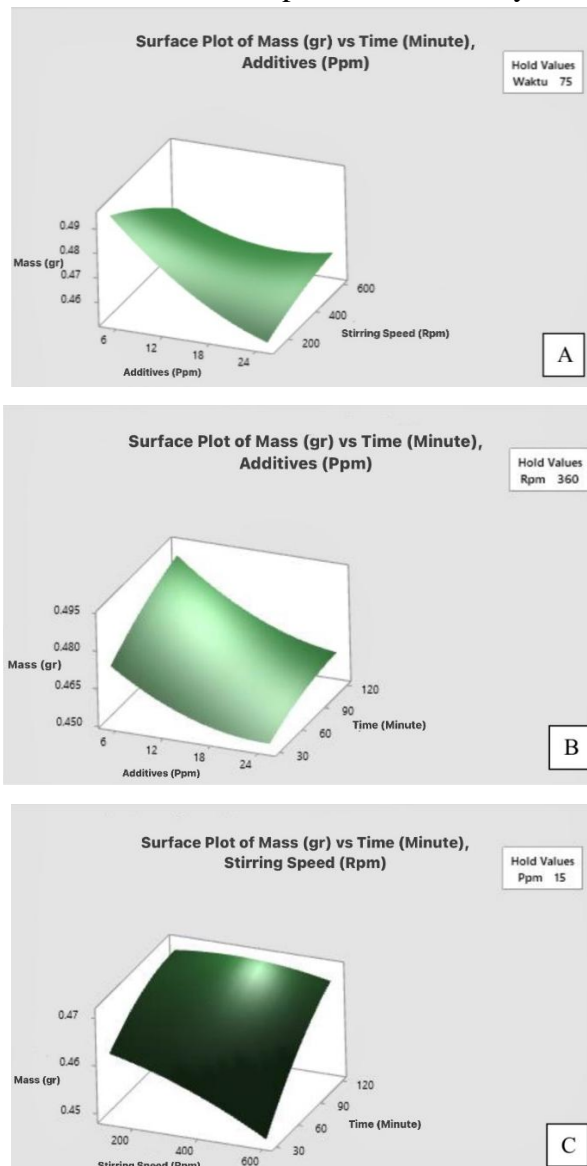 Surface Plot of Mass (gr) vs Time (Minute),
Additives (Ppm)
Hold Values
Waktu 75
0.49
0.48
Mass (gr)
0.47
0.46
6
12
18
24
Additives (Ppm)
200
400
600
Stirring Speed (Rpm)
A
Surface Plot of Mass (gr) vs Time (Minute),
Additives (Ppm)
Hold Values
Rpm 360
0.495
0.480
Mass (gr)
0.465
0.450
6
12
18
24
Additives (Ppm)
30
60
90
120
Time (Minute)
B
Surface Plot of Mass (gr) vs Time (Minute),
Stirring Speed (Rpm)
Hold Values
Ppm 15
0.47
0.46
Mass (gr)
0.45
200
400
600
Stirring Speed (Rpm)
30
60
90
120
Time (Minute)
C